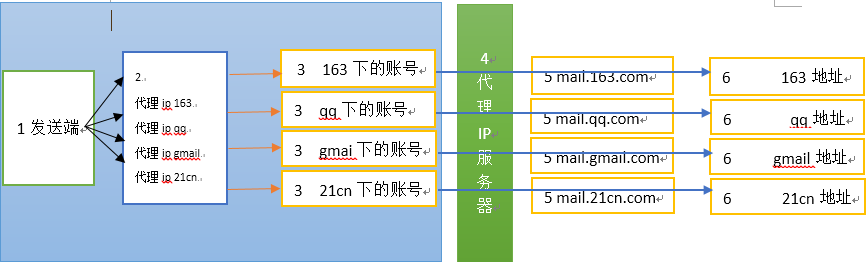 1 发送端
2.
代理 ip 163.
代理 ip qq
代理 ip gmail
代理 ip 21cn.
3 163 下的账号
3 qq 下的账号
3 gmai 下的账号
3 21cn 下的账号
4
代
理
IP
服
务
器
5 mail.163.com
5 mail.qq.com
5 mail.gmail.com
5 mail.21cn.com
6 163 地址
6 qq 地址
6 gmail 地址
6 21cn 地址